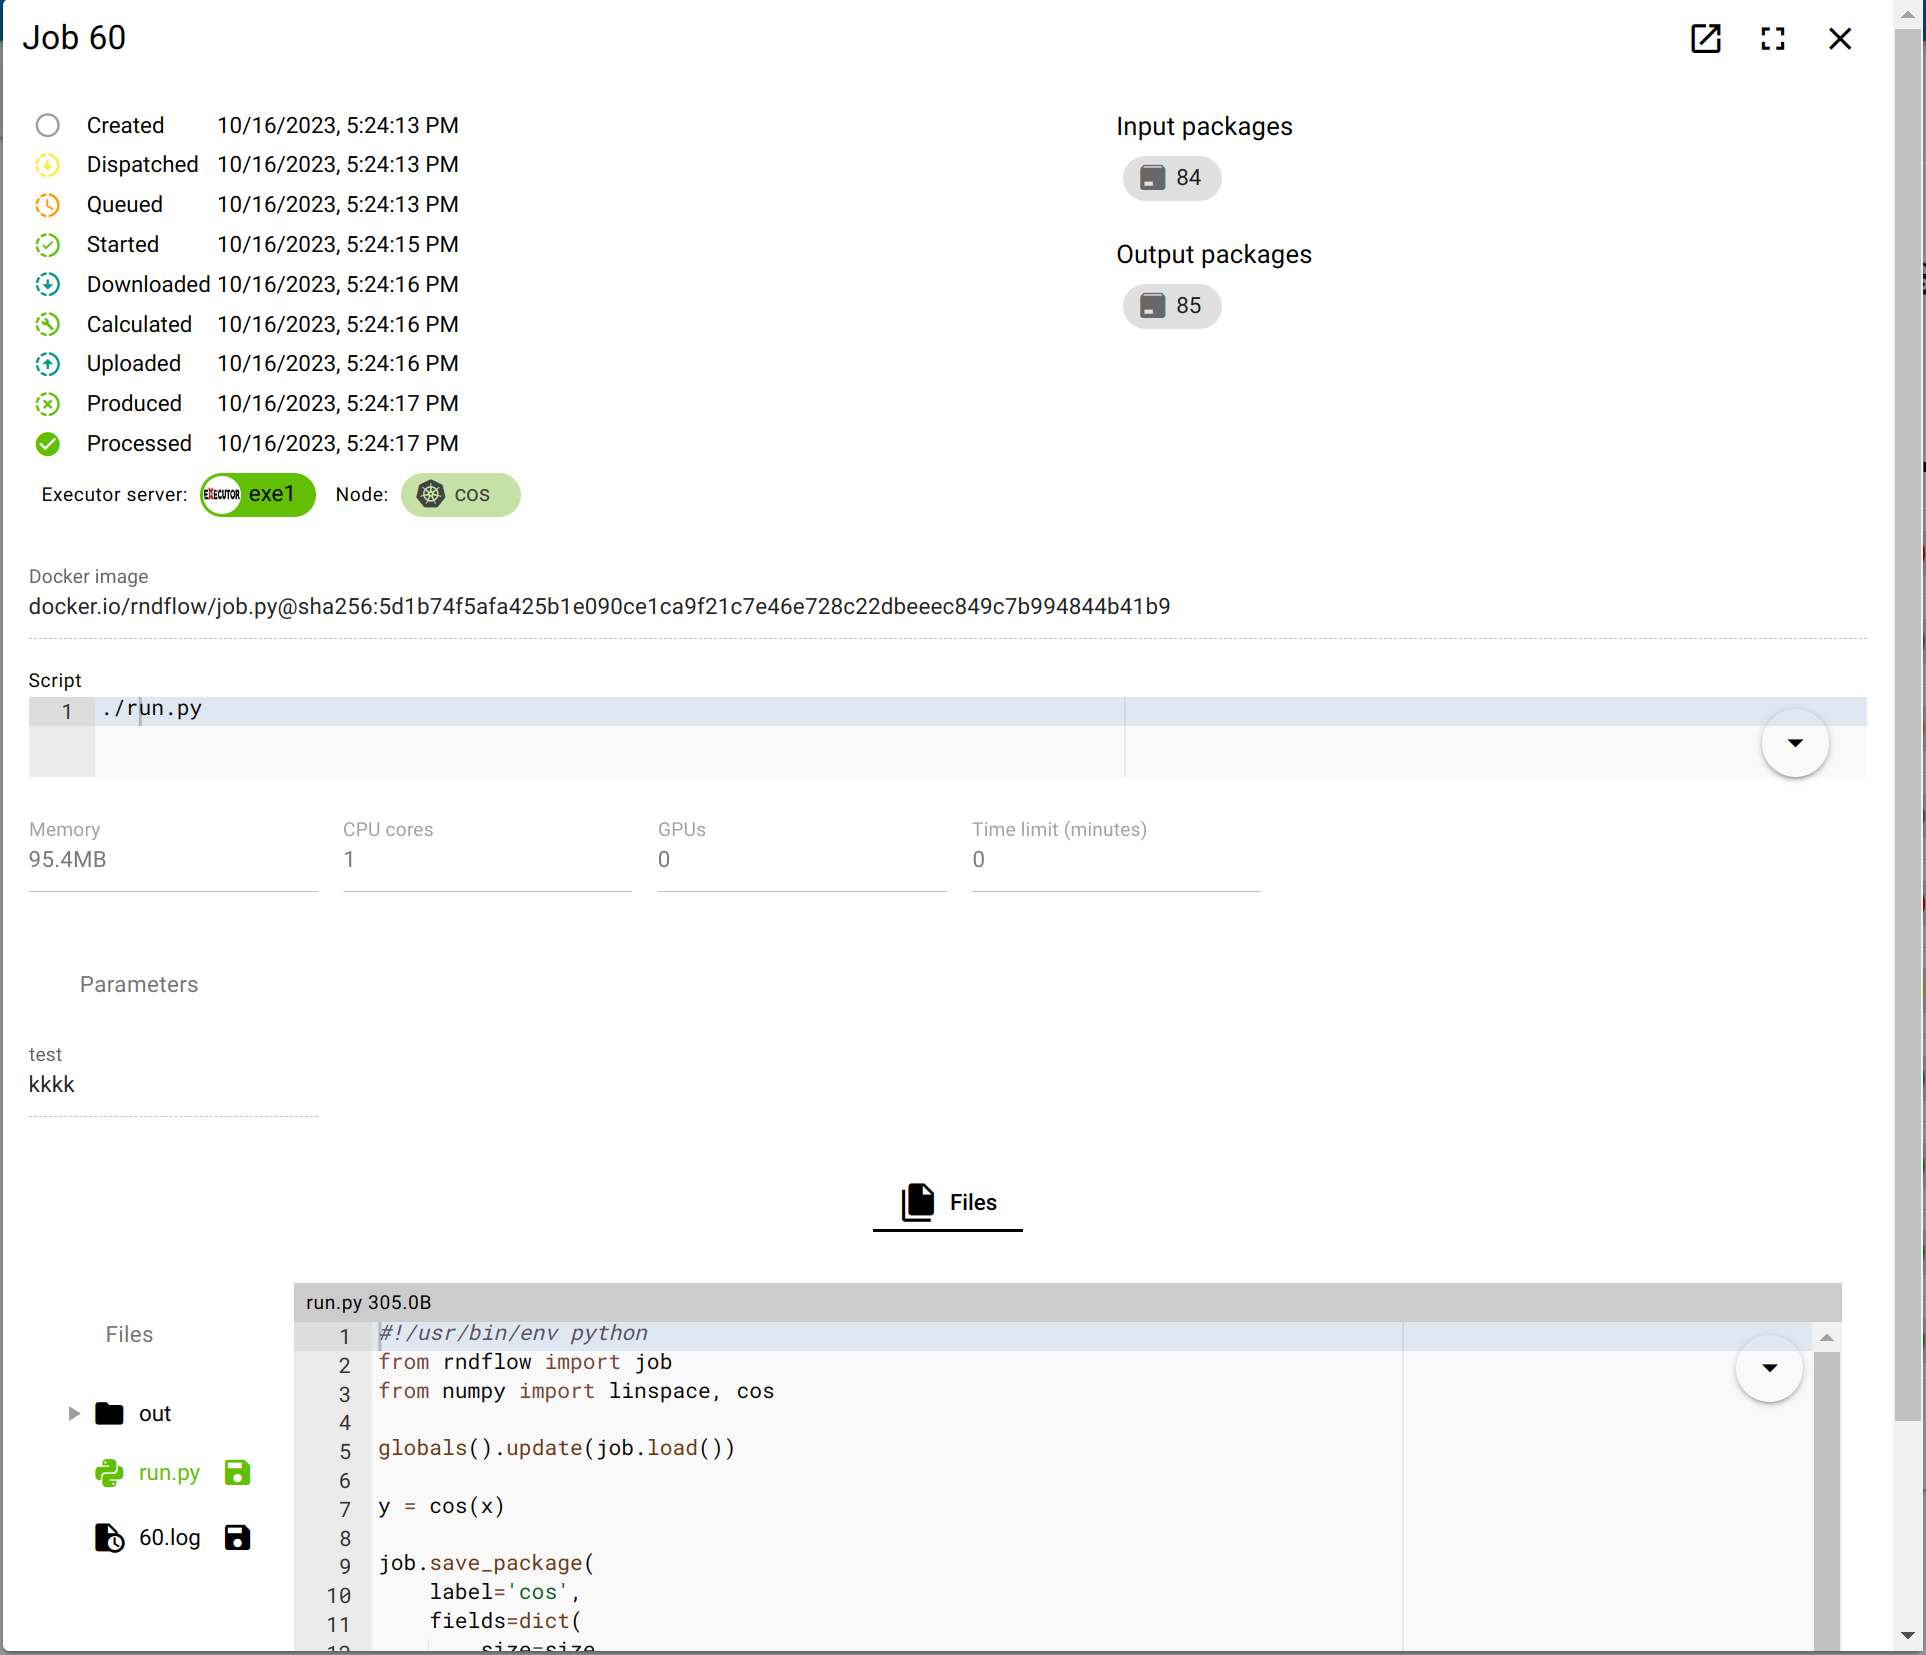 Job 60
Created 10/16/2023, 5:24:13 PM
Dispatched 10/16/2023, 5:24:13 PM
Queued 10/16/2023, 5:24:13 PM
Started 10/16/2023, 5:24:15 PM
Downloaded 10/16/2023, 5:24:16 PM
Calculated 10/16/2023, 5:24:16 PM
Uploaded 10/16/2023, 5:24:16 PM
Produced 10/16/2023, 5:24:17 PM
Processed 10/16/2023, 5:24:17 PM
Input packages
84
Output packages
85
Executor server: EXECUTOR exe1 Node: cos
Docker image
docker.io/rndflow/job.py@sha256:5d1b74f5afa425b1e090ce1ca9f21c7e46e728c22dbeeec849c7b994844b41b9
Script
1 ./run.py
Memory CPU cores GPUs Time limit (minutes)
95.4MB 1 0 0
Parameters
test
kkkk
Files
Files
out
run.py
60.log
run.py 305.0B
1 #!/usr/bin/env python
2 from rndflow import job
3 from numpy import linspace, cos
4
5 globals().update(job.load())
6
7 y = cos(x)
8
9 job.save_package(
10 label='cos',
11 fields=dict(
12 size=size